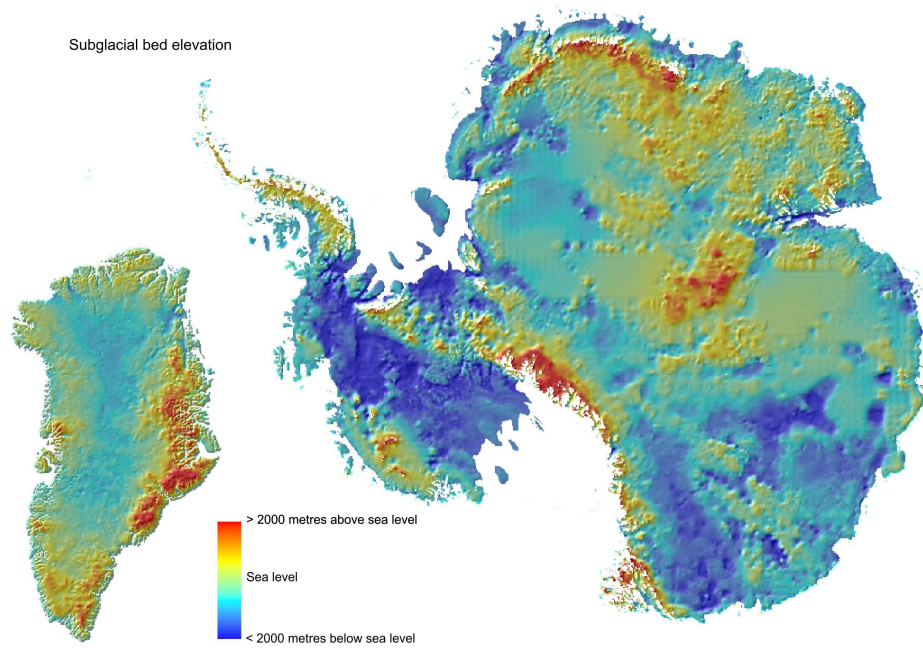 Subglacial bed elevation
> 2000 metres above sea level
Sea level
< 2000 metres below sea level